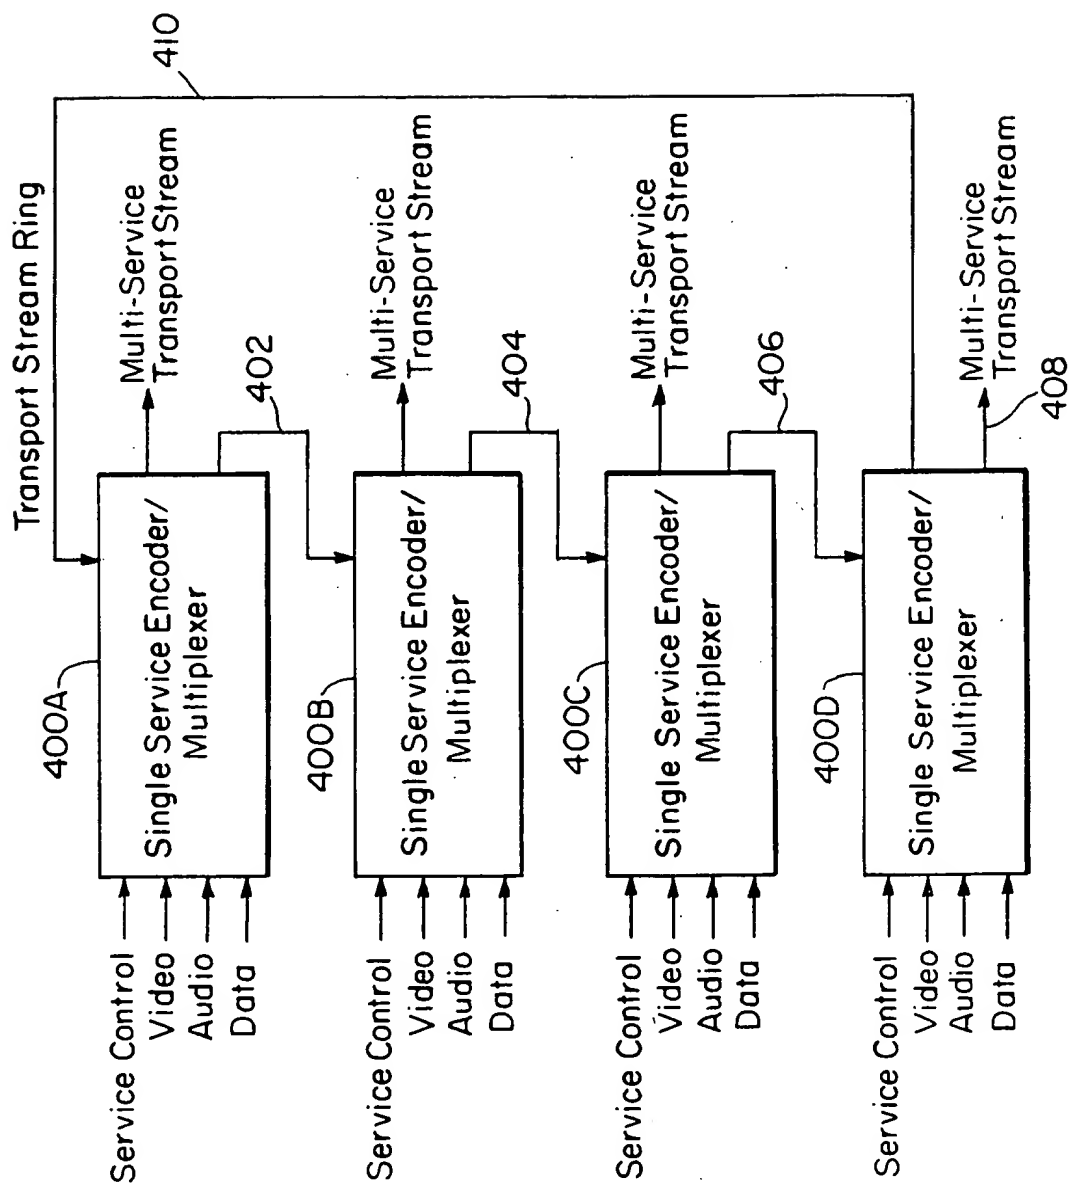 Transport Stream Ring
410
400A
Single Service Encoder/
Multiplexer
Service Control
Video
Audio
Data
Multi-Service
Transport Stream
402
400B
Single Service Encoder/
Multiplexer
Service Control
Video
Audio
Data
Multi-Service
Transport Stream
404
400C
Single Service Encoder/
Multiplexer
Service Control
Video
Audio
Data
Multi-Service
Transport Stream
406
400D
Single Service Encoder/
Multiplexer
Service Control
Video
Audio
Data
Multi-Service
Transport Stream
408